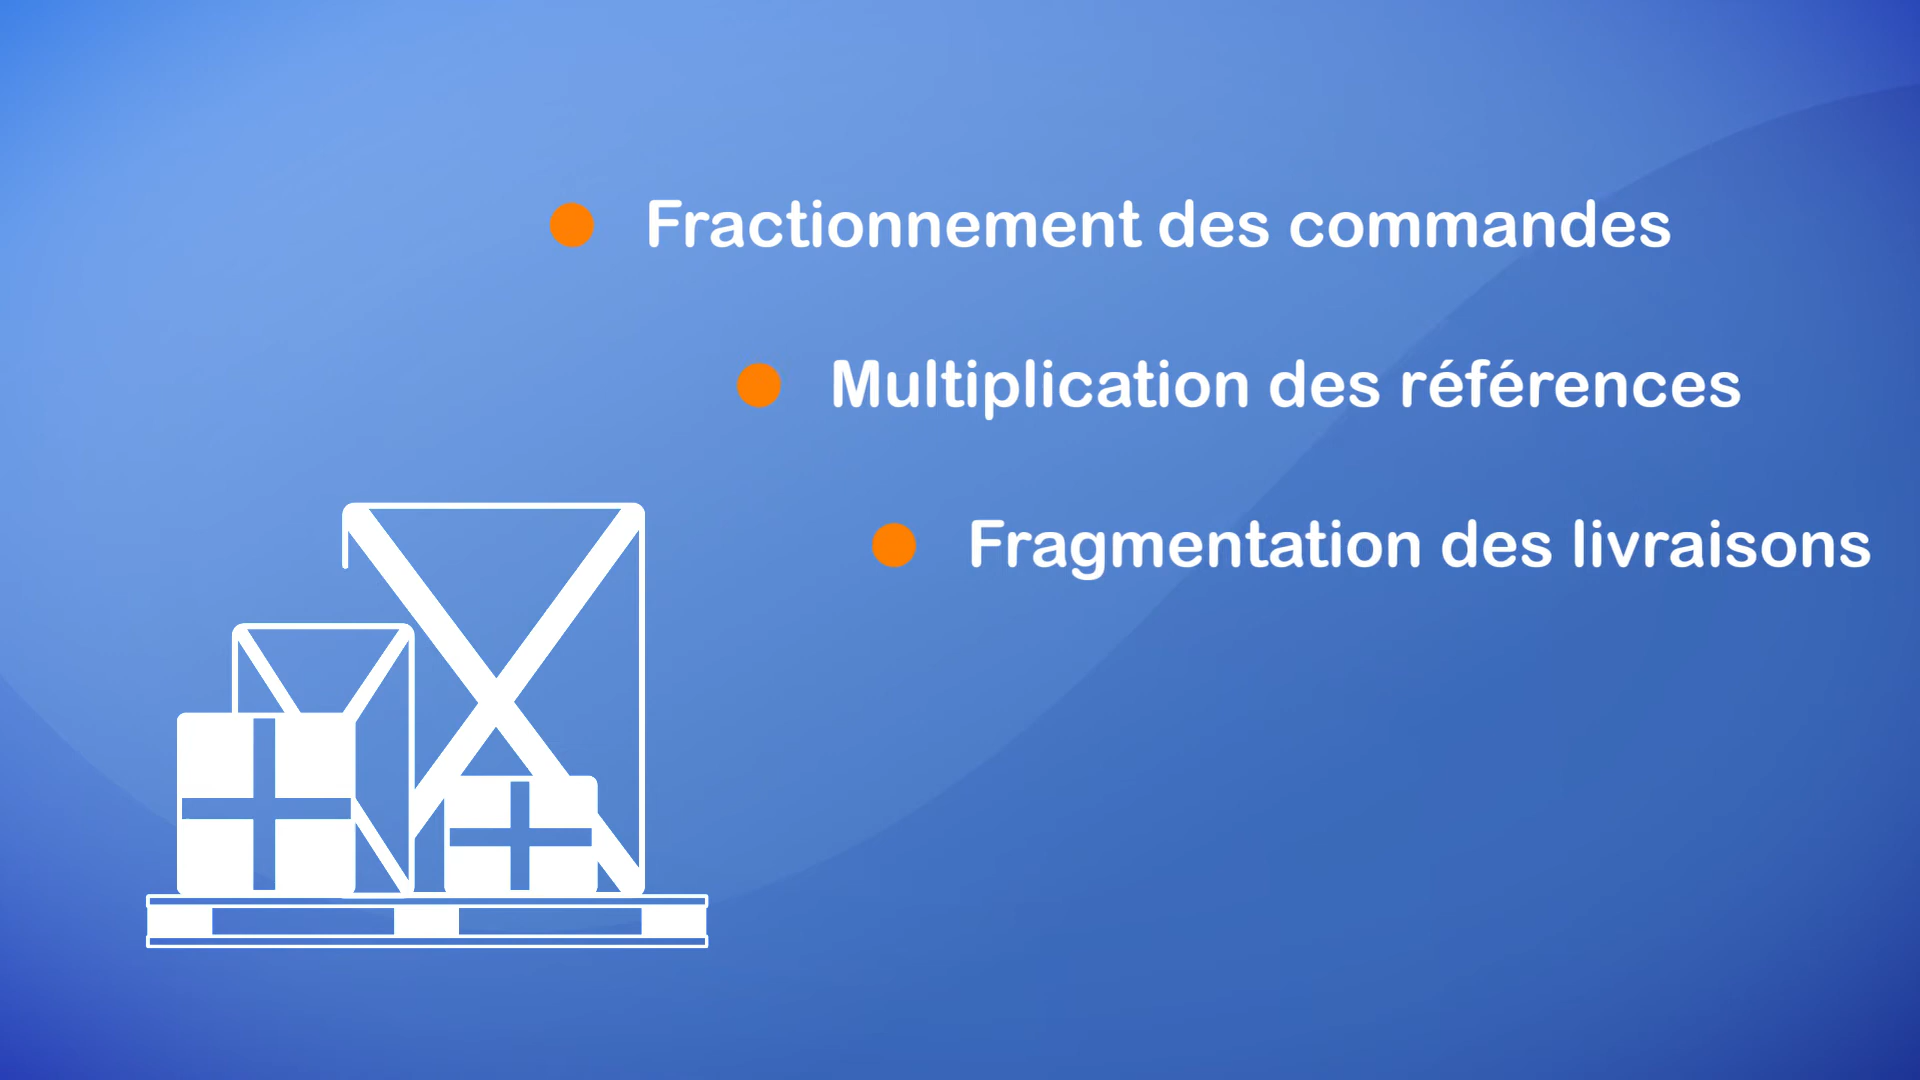 Fractionnement des commandes
Multiplication des références
Fragmentation des livraisons